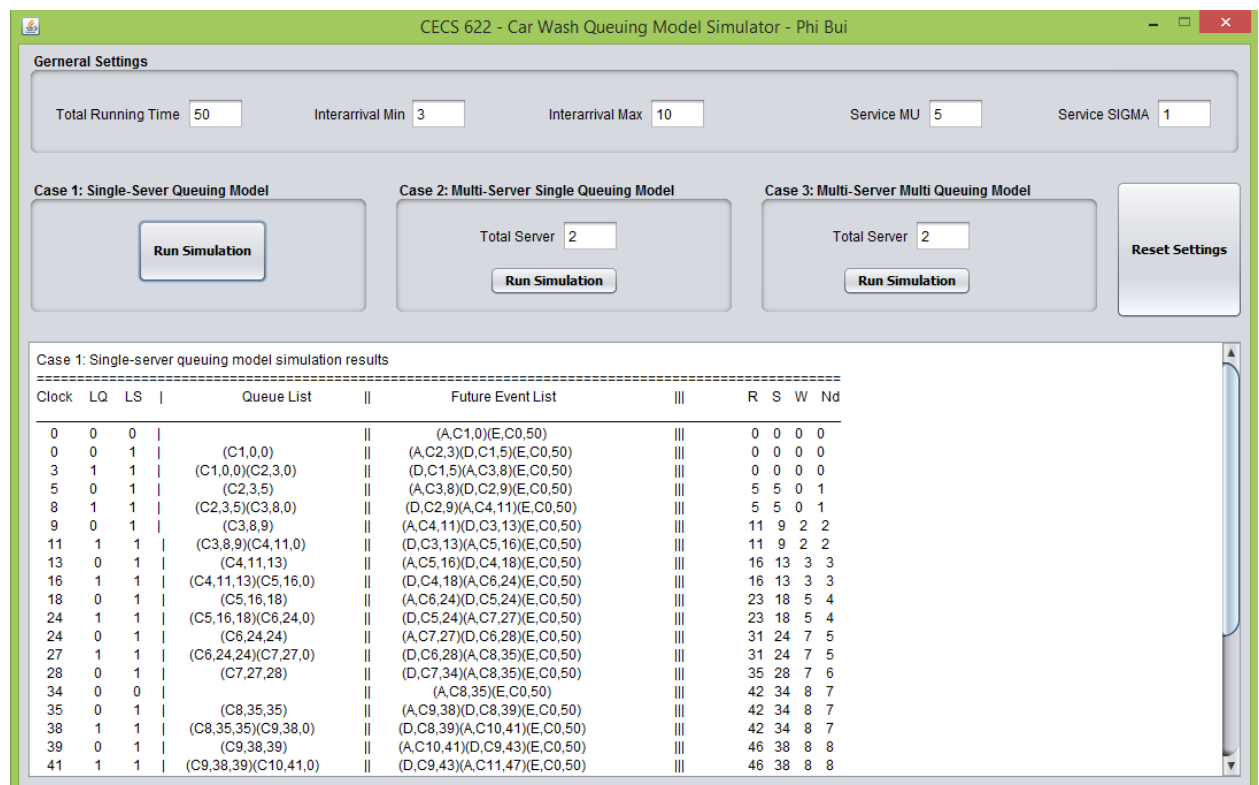 CECS 622 - Car Wash Queuing Model Simulator - Phi Bui
Gerneral Settings
Total Running Time 50 Interarrival Min 3 Interarrival Max 10 Service MU 5 Service SIGMA 1
Case 1: Single-Sever Queuing Model Case 2: Multi-Server Single Queuing Model Case 3: Multi-Server Multi Queuing Model
Total Server 2 Total Server 2
Run Simulation Run Simulation Run Simulation Reset Settings
Case 1: Single-server queuing model simulation results
Clock LQ LS | Queue List || Future Event List ||| R S W Nd
0 0 0 | || (A,C1,0)(E,C0,50) ||| 0 0 0 0
0 0 1 | (C1,0,0) || (A,C2,3)(D,C1,5)(E,C0,50) ||| 0 0 0 0
3 1 1 | (C1,0,0)(C2,3,0) || (D,C1,5)(A,C3,8)(E,C0,50) ||| 0 0 0 0
5 0 1 | (C2,3,5) || (A,C3,8)(D,C2,9)(E,C0,50) ||| 5 5 0 1
8 1 1 | (C2,3,5)(C3,8,0) || (D,C2,9)(A,C4,11)(E,C0,50) ||| 5 5 0 1
9 0 1 | (C3,8,9) || (A,C4,11)(D,C3,13)(E,C0,50) ||| 11 9 2 2
11 1 1 | (C3,8,9)(C4,11,0) || (D,C3,13)(A,C5,16)(E,C0,50) ||| 11 9 2 2
13 0 1 | (C4,11,13) || (A,C5,16)(D,C4,18)(E,C0,50) ||| 16 13 3 3
16 1 1 | (C4,11,13)(C5,16,0) || (D,C4,18)(A,C6,24)(E,C0,50) ||| 16 13 3 3
18 0 1 | (C5,16,18) || (A,C6,24)(D,C5,24)(E,C0,50) ||| 23 18 5 4
24 1 1 | (C5,16,18)(C6,24,0) || (D,C5,24)(A,C7,27)(E,C0,50) ||| 23 18 5 4
24 0 1 | (C6,24,24) || (A,C7,27)(D,C6,28)(E,C0,50) ||| 31 24 7 5
27 1 1 | (C6,24,24)(C7,27,0) || (D,C6,28)(A,C8,35)(E,C0,50) ||| 31 24 7 5
28 0 1 | (C7,27,28) || (D,C7,34)(A,C8,35)(E,C0,50) ||| 35 28 7 6
34 0 0 | || (A,C8,35)(E,C0,50) ||| 42 34 8 7
35 0 1 | (C8,35,35) || (A,C9,38)(D,C8,39)(E,C0,50) ||| 42 34 8 7
38 1 1 | (C8,35,35)(C9,38,0) || (D,C8,39)(A,C10,41)(E,C0,50) ||| 42 34 8 7
39 0 1 | (C9,38,39) || (A,C10,41)(D,C9,43)(E,C0,50) ||| 46 38 8 8
41 1 1 | (C9,38,39)(C10,41,0) || (D,C9,43)(A,C11,47)(E,C0,50) ||| 46 38 8 8